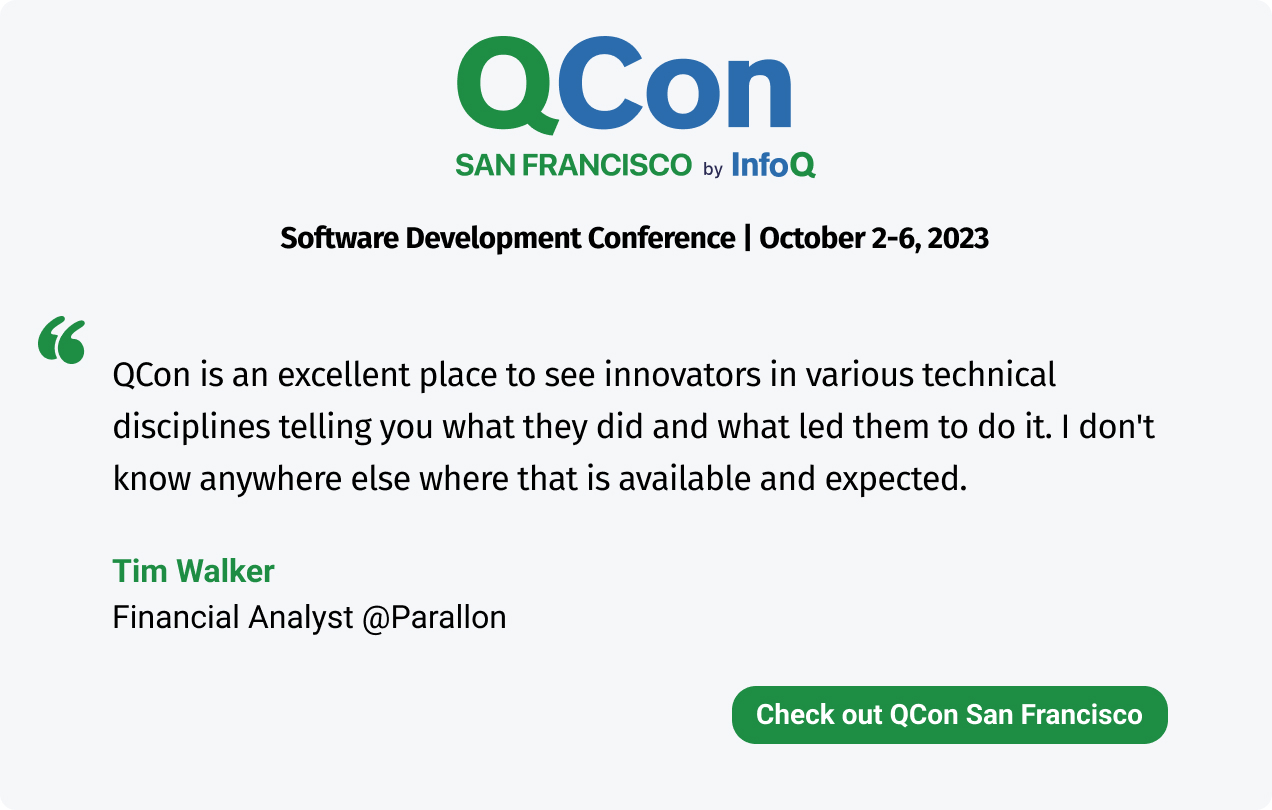 QCon
SAN FRANCISCO by InfoQ
Software Development Conference | October 2-6, 2023
“
QCon is an excellent place to see innovators in various technical
disciplines telling you what they did and what led them to do it. I don't
know anywhere else where that is available and expected.
Tim Walker
Financial Analyst @Parallon
Check out QCon San Francisco